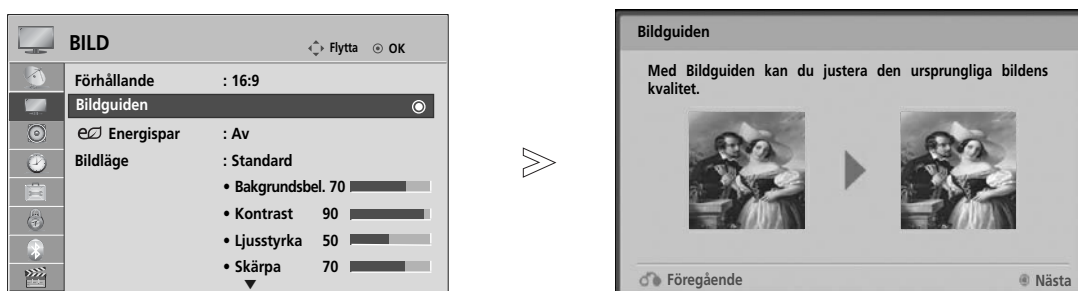 BILD
Flytta OK
Förhållande : 16:9
Bildguiden
Energispar : Av
Bildläge : Standard
• Bakgrundsbel. 70
• Kontrast 90
• Ljusstyrka 50
• Skärpa 70
Bildguiden
Med Bildguiden kan du justera den ursprungliga bildens
kvalitet.
Föregående
Nästa